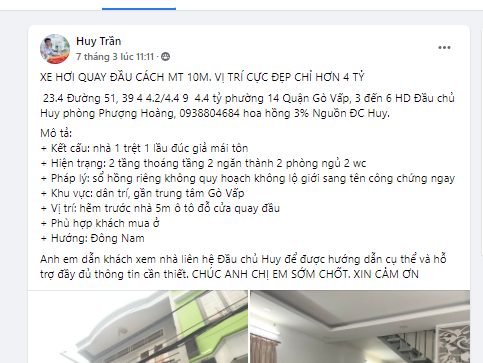 Huy Trần
7 tháng 3 lúc 11:11 ·
XE HƠI QUAY ĐẦU CÁCH MT 10M. VỊ TRÍ CỰC ĐẸP CHỈ HƠN 4 TỶ
23.4 Đường 51, 39 4 4.2/4.4 9 4.4 tỷ phường 14 Quận Gò Vấp, 3 đến 6 HD Đầu chủ
Huy phòng Phượng Hoàng, 0938804684 hoa hồng 3% Nguồn ĐC Huy.
Mô tả:
+ Kết cấu: nhà 1 trệt 1 lầu đúc giả mái tôn
+ Hiện trạng: 2 tầng thoáng tầng 2 ngăn thành 2 phòng ngủ 2 wc
+ Pháp lý: sổ hồng riêng không quy hoạch không lộ giới sang tên công chứng ngay
+ Khu vực: dân trí, gần trung tâm Gò Vấp
+ Vị trí: hẽm trước nhà 5m ô tô đỗ cửa quay đầu
+ Phù hợp khách mua ở
+ Hướng: Đông Nam
Anh em dẫn khách xem nhà liên hệ Đầu chủ Huy để được hướng dẫn cụ thể và hỗ
trợ đầy đủ thông tin cần thiết. CHÚC ANH CHỊ EM SỚM CHỐT. XIN CẢM ƠN